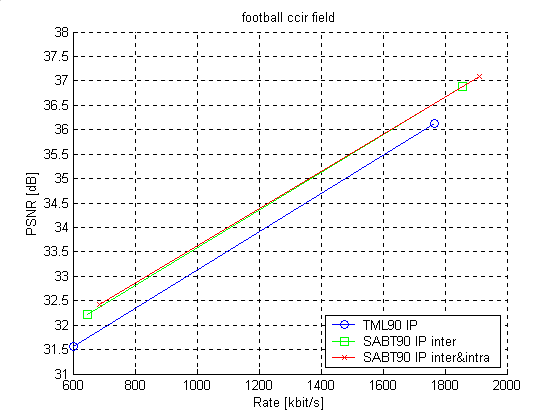 football ccir field
38
37.5
37
36.5
36
35.5
35
34.5
34
33.5
33
32.5
32
31.5
31
PSNR [dB]
TML90 IP
SABT90 IP inter
SABT90 IP inter&intra
600 800 1000 1200 1400 1600 1800 2000
Rate [kbit/s]